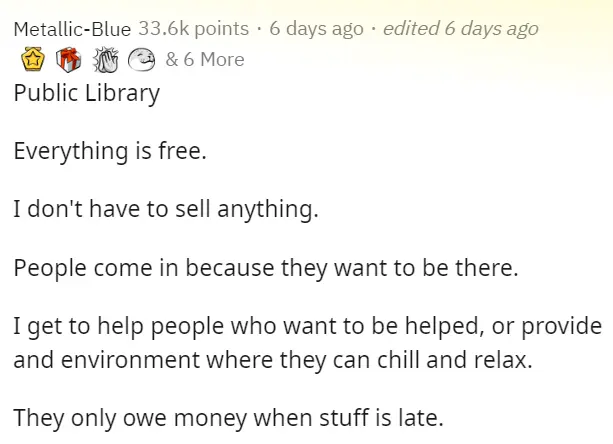 Metallic-Blue 33.6k points · 6 days ago · edited 6 days ago
& 6 More
Public Library
Everything is free.
I don't have to sell anything.
People come in because they want to be there.
I get to help people who want to be helped, or provide
and environment where they can chill and relax.
They only owe money when stuff is late.